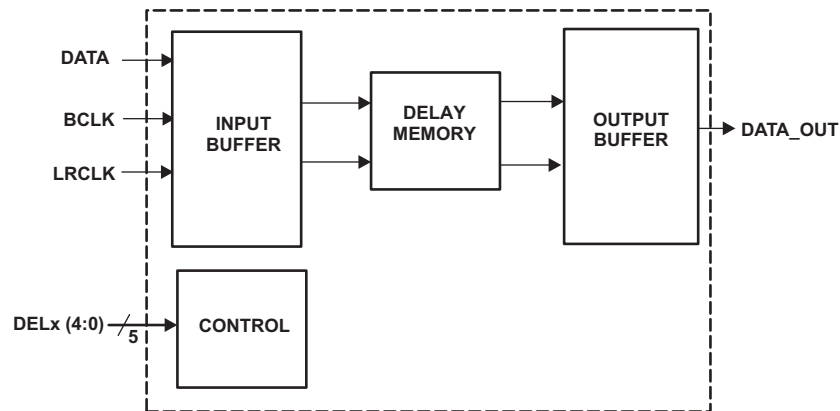 DATA
BCLK
LRCLK
INPUT
BUFFER
DELAY
MEMORY
OUTPUT
BUFFER
DATA_OUT
DELx (4:0)
5
CONTROL